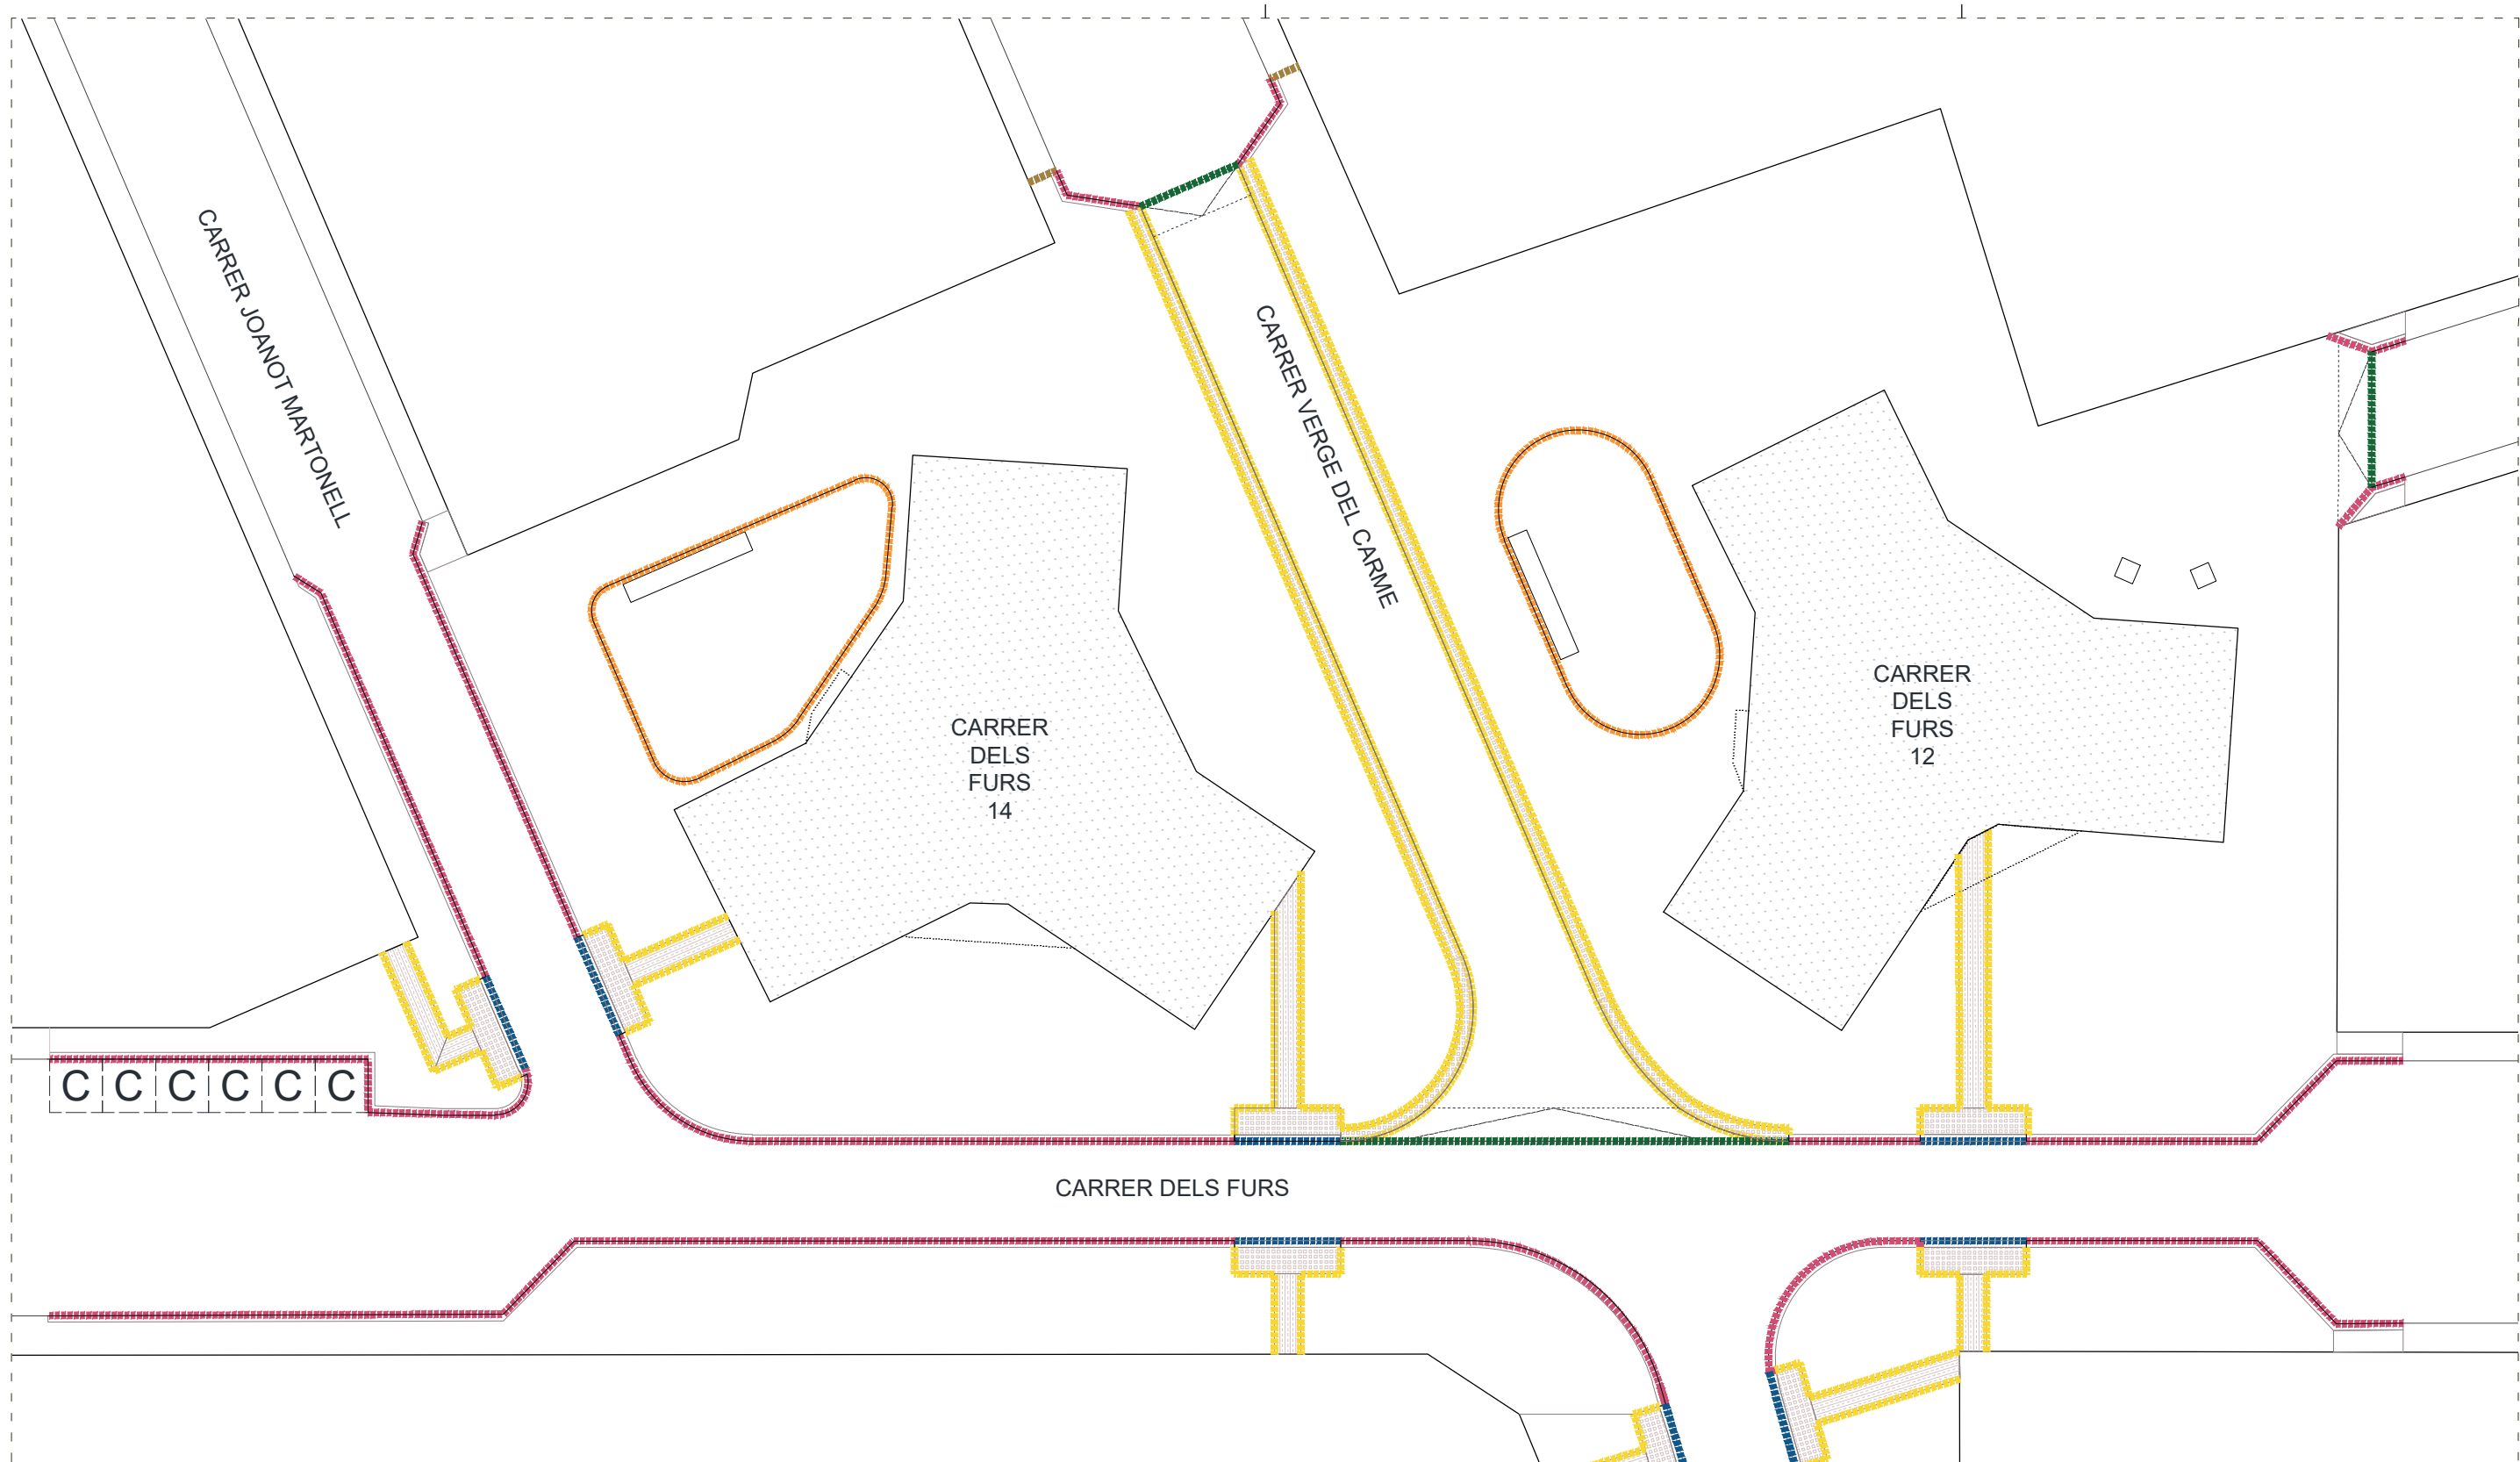 CARRER JOANOT MARTONELL
CARRER VERGE DEL CARME
CARRER
DELS
FURS
12
CARRER
DELS
FURS
14
C C C C C C
CARRER DELS FURS